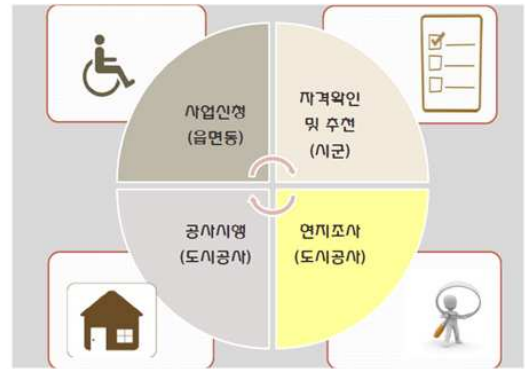 사업신청
(읍면동)
자격확인
및 추천
(시군)
공사시행
(도시공사)
현지조사
(도시공사)